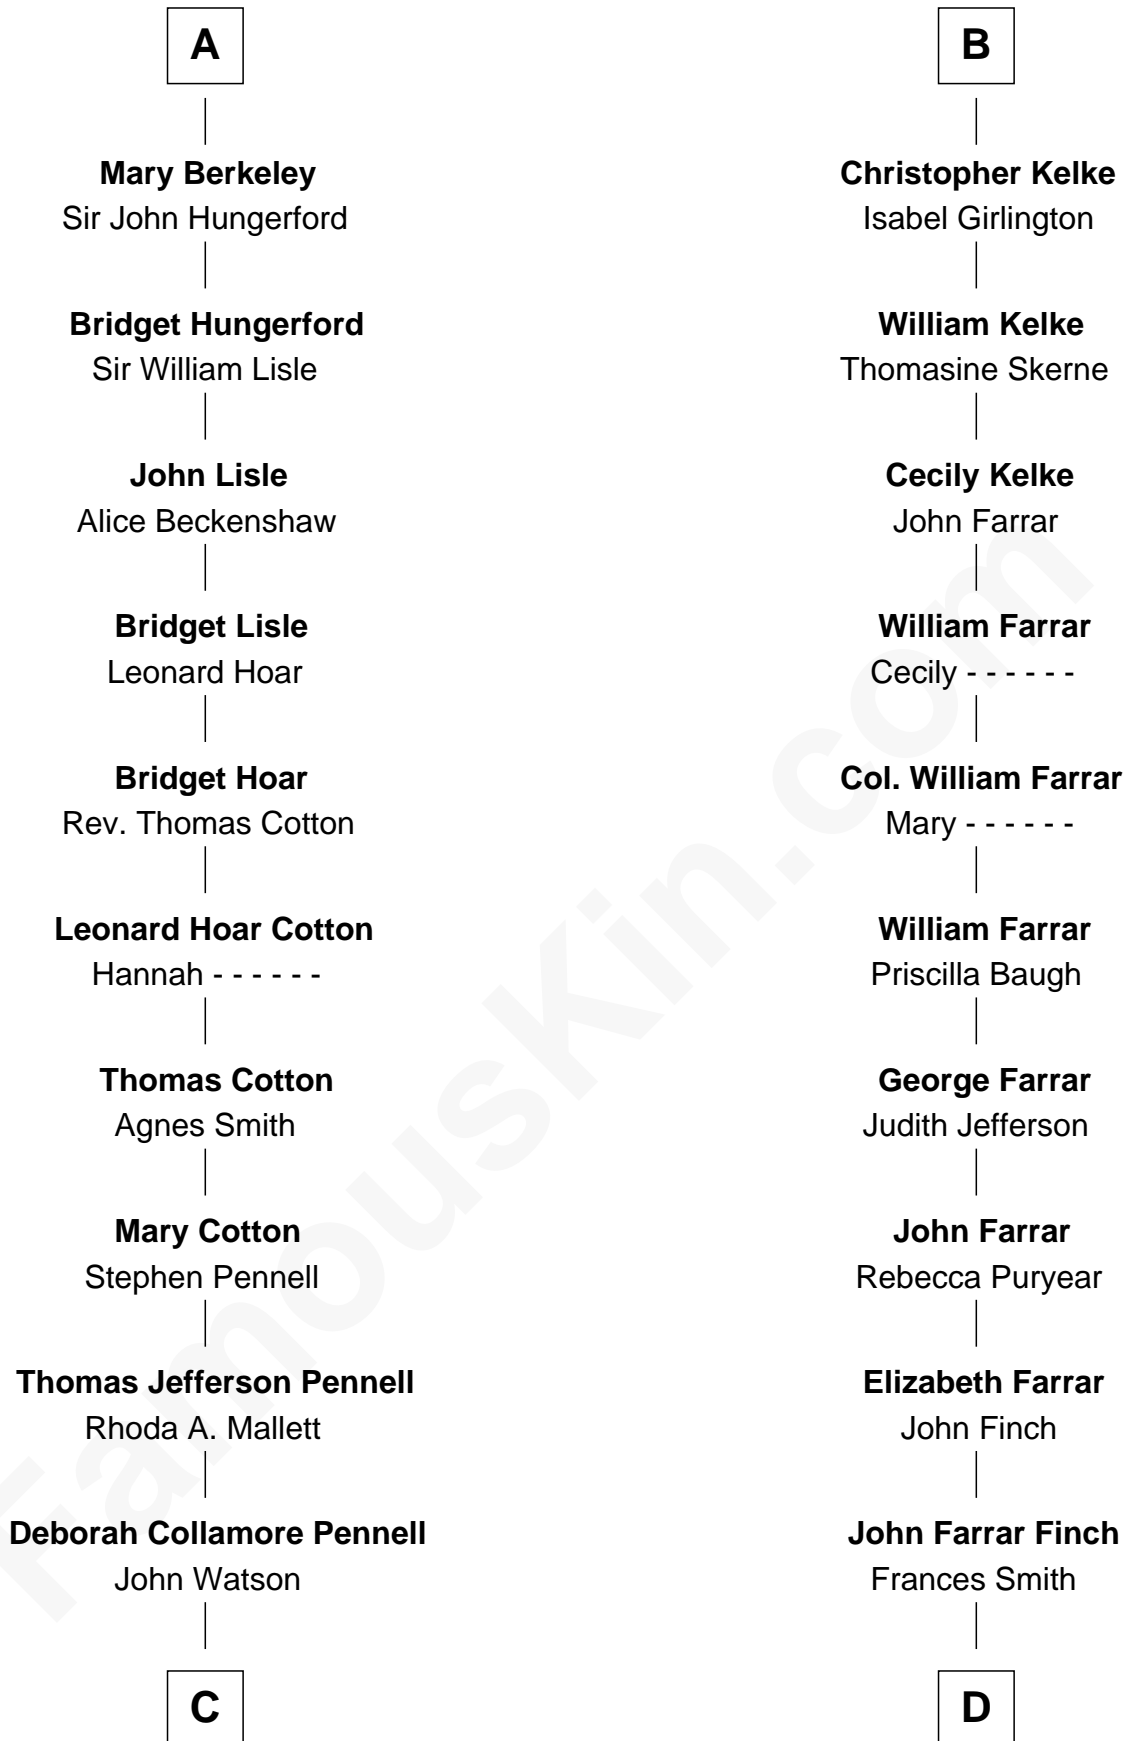 A
Mary Berkeley
Sir John Hungerford
Bridget Hungerford
Sir William Lisle
John Lisle
Alice Beckenshaw
Bridget Lisle
Leonard Hoar
Bridget Hoar
Rev. Thomas Cotton
Leonard Hoar Cotton
Hannah - - - - - -
Thomas Cotton
Agnes Smith
Mary Cotton
Stephen Pennell
Thomas Jefferson Pennell
Rhoda A. Mallett
Deborah Collamore Pennell
John Watson
C
B
Christopher Kelke
Isabel Girlington
William Kelke
Thomasine Skerne
Cecily Kelke
John Farrar
William Farrar
Cecily - - - - - -
Col. William Farrar
Mary - - - - - -
William Farrar
Priscilla Baugh
George Farrar
Judith Jefferson
John Farrar
Rebecca Puryear
Elizabeth Farrar
John Finch
John Farrar Finch
Frances Smith
D
FamousKin.com